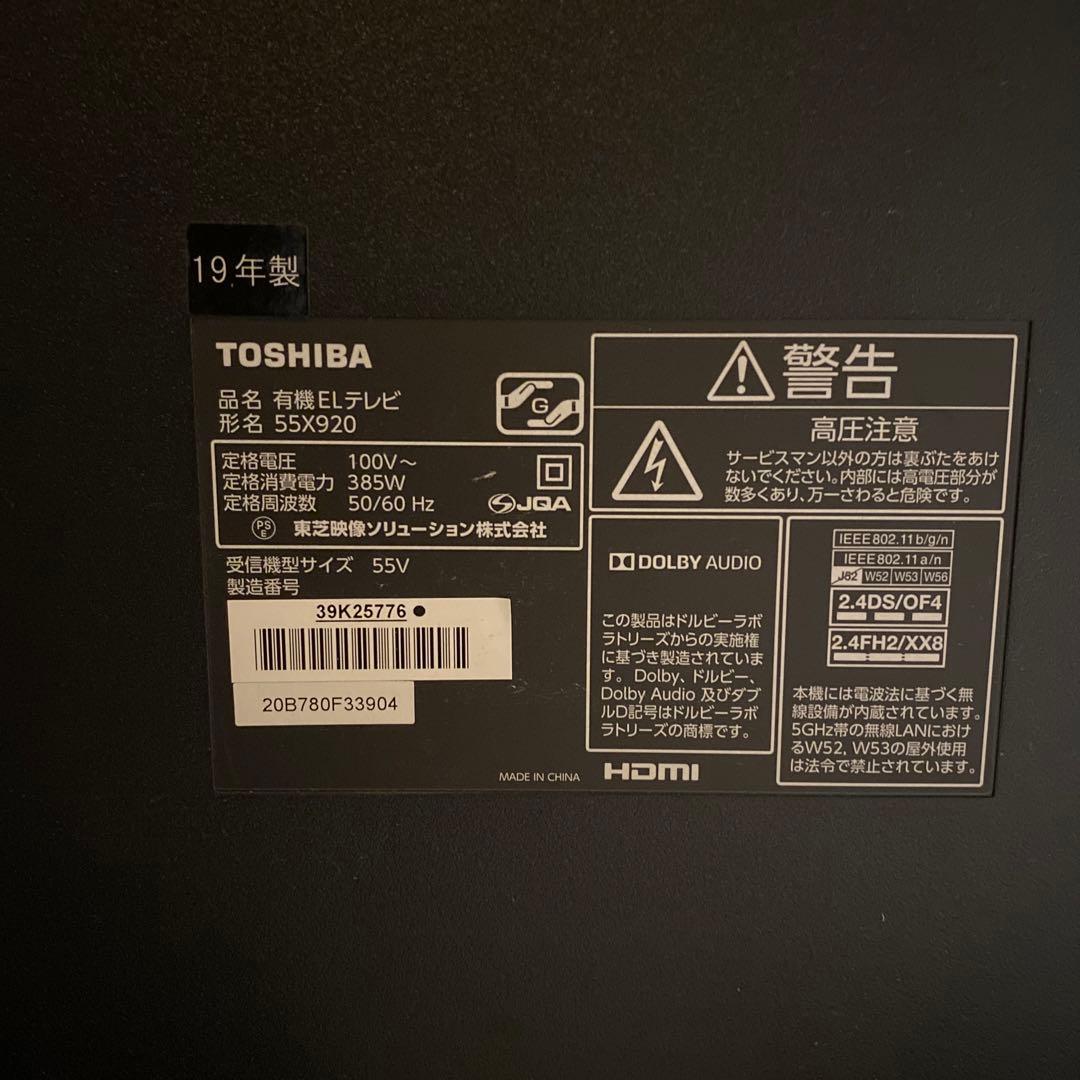 19年製
TOSHIBA
品名 有機ELテレビ
形名 55X920
G
定格電圧 100V～
定格消費電力 385W
定格周波数 50/60 Hz
JQA
PSE 東芝映像ソリューション株式会社
受信機型サイズ 55V
製造番号
39K25776●
20B780F33904
MADE IN CHINA
警告
高圧注意
サービスマン以外の方は裏ぶたをあけ
ないでください。内部には高電圧部分が
数多くあり、万一さわると危険です。
DOLBY AUDIO
この製品はドルビーラボ
ラトリーズからの実施権
に基づき製造されていま
す。Dolby、ドルビー、
Dolby Audio 及びダブ
ルD記号はドルビーラボ
ラトリーズの商標です。
HDMI
IEEE802.11b/g/n
IEEE802.11a/n
J52 W52 W53 W56
2.4DS/OF4
2.4FH2/XX8
本機には電波法に基づく無
線設備が内蔵されています。
5GHz帯の無線LANにおけ
るW52, W53の屋外使用
は法令で禁止されています。